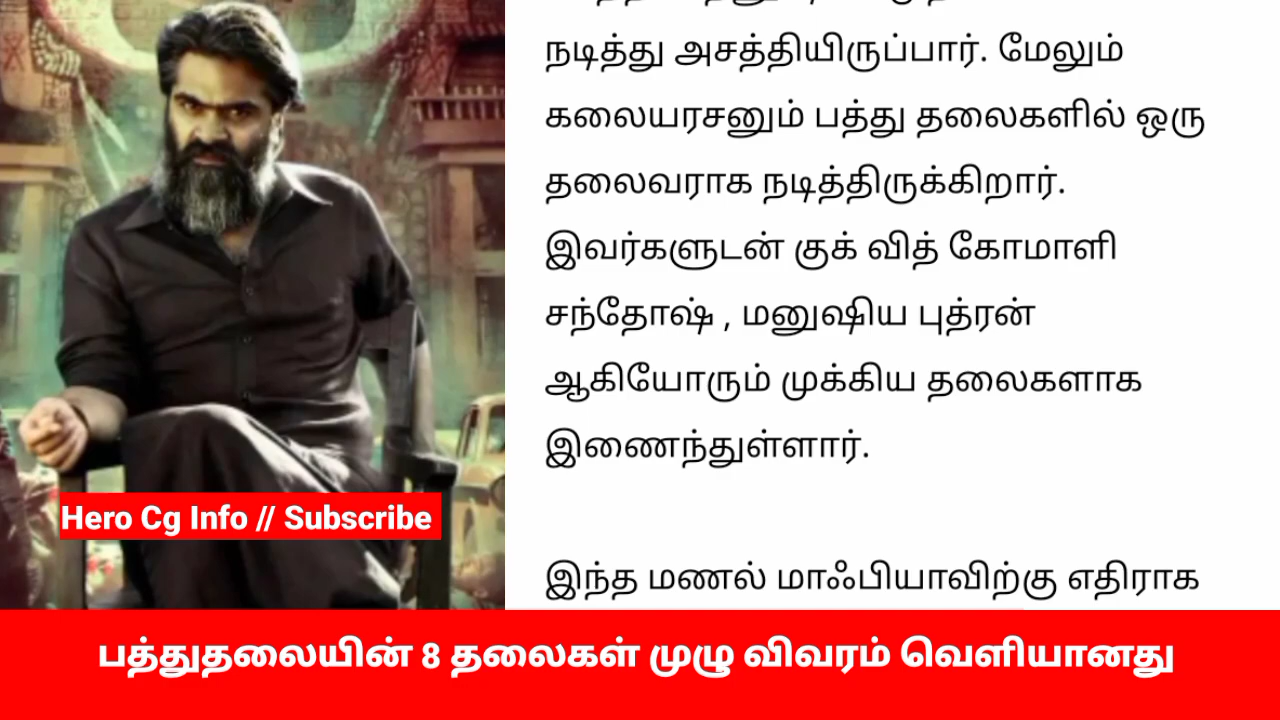 நடித்து அசத்தியிருப்பார். மேலும்
கலையரசனும் பத்து தலைகளில் ஒரு
தலைவராக நடித்திருக்கிறார்.
இவர்களுடன் குக் வித் கோமாளி
சந்தோஷ் , மனுஷிய புத்ரன்
ஆகியோரும் முக்கிய தலைகளாக
இணைந்துள்ளார்.
இந்த மணல் மாஃபியாவிற்கு எதிராக
Hero Cg Info // Subscribe
பத்துதலையின் 8 தலைகள் முழு விவரம் வெளியானது